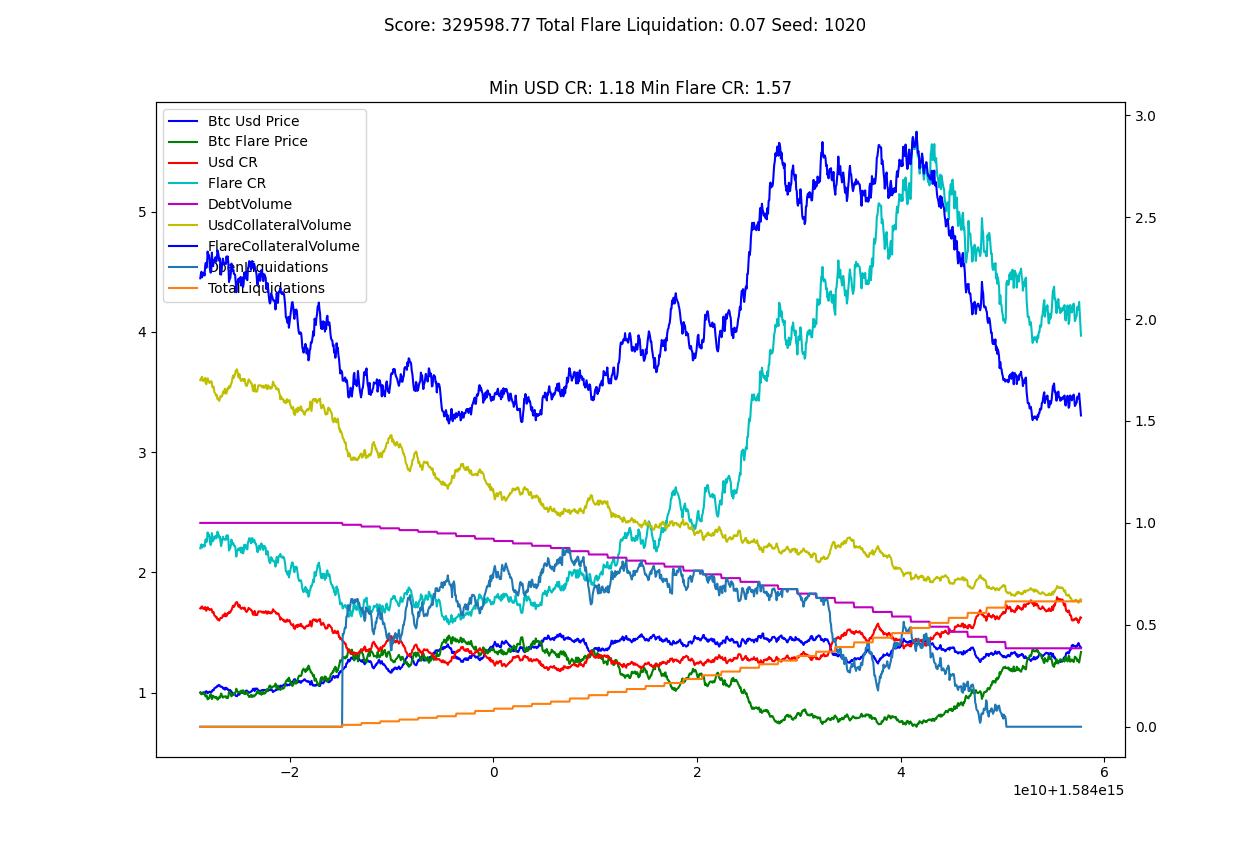 Score: 329598.77 Total Flare Liquidation: 0.07 Seed: 1020
Min USD CR: 1.18 Min Flare CR: 1.57
Btc Usd Price
Btc Flare Price
Usd CR
Flare CR
DebtVolume
UsdCollateralVolume
FlareCollateralVolume
OpenLiquidations
TotalLiquidations
5
4
3
2
1
3.0
2.5
2.0
1.5
1.0
0.5
0.0
−2 0 2 4 6
1e10+1.584e15